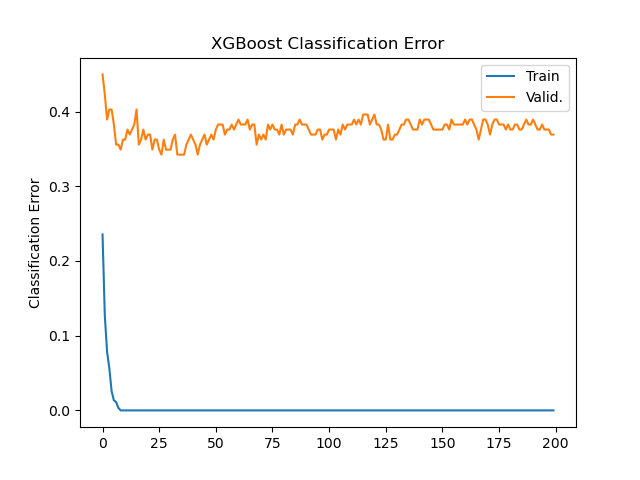 XGBoost Classification Error
Train
Valid.
Classification Error
0.4
0.3
0.2
0.1
0.0
0 25 50 75 100 125 150 175 200